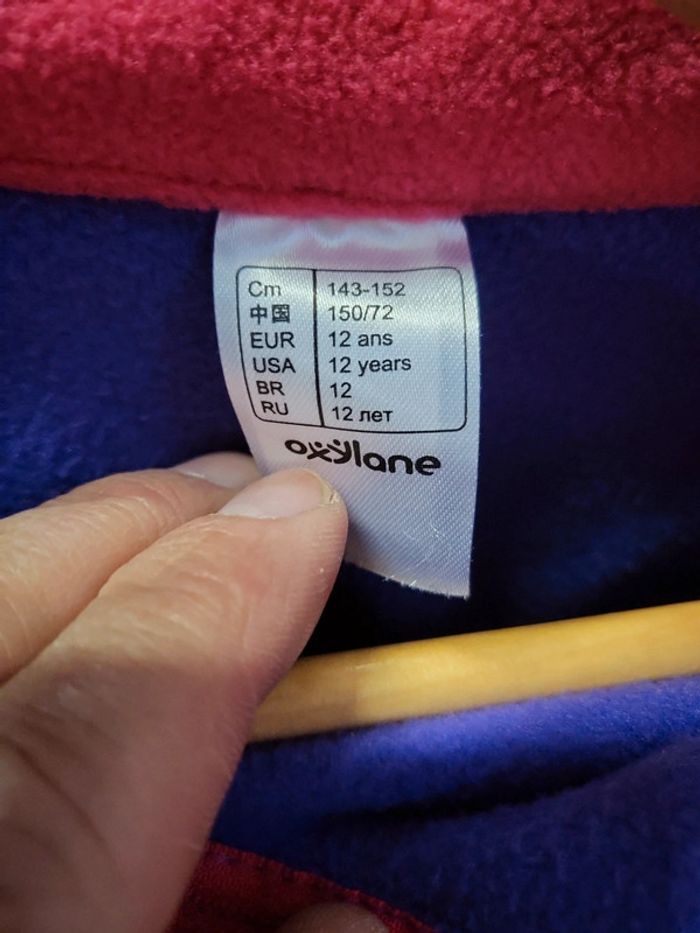 Cm 143-152
中国 150/72
EUR 12 ans
USA 12 years
BR 12
RU 12 лет
oxylane